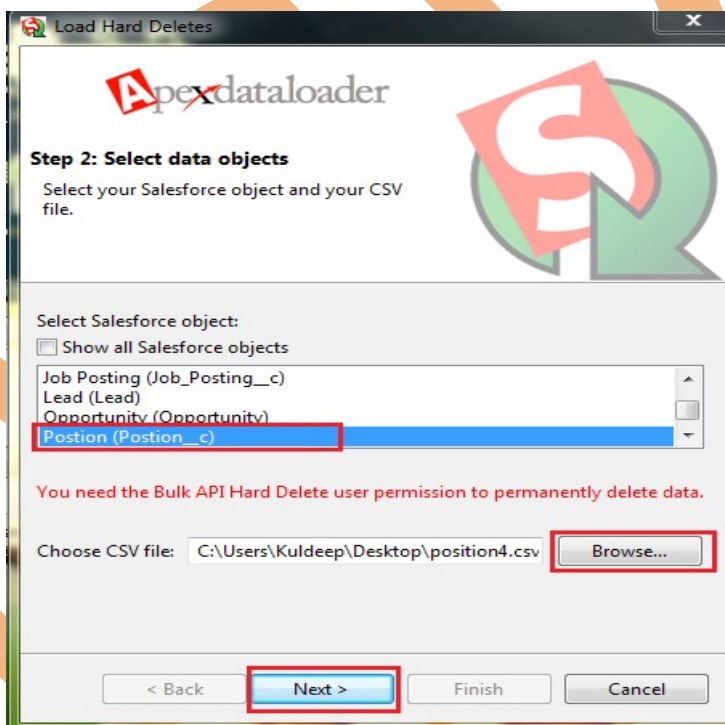 Load Hard Deletes
x
Apexdataloader
Step 2: Select data objects
Select your Salesforce object and your CSV
file.
Select Salesforce object:
Show all Salesforce objects
Job Posting (Job_Posting__c)
Lead (Lead)
Opportunity (Opportunity)
Postion (Postion__c)
You need the Bulk API Hard Delete user permission to permanently delete data.
Choose CSV file: C:\Users\Kuldeep\Desktop\position4.csv Browse...
< Back Next > Finish Cancel